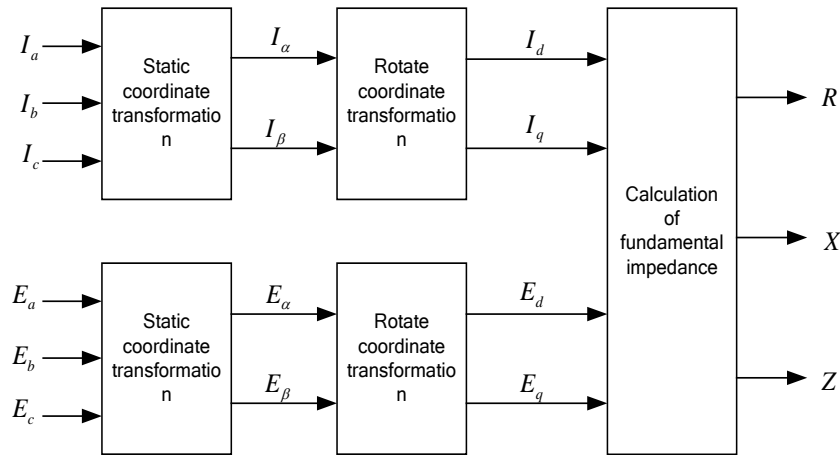 I_a
I_b
I_c
Static
coordinate
transformatio
n
I_α
I_β
Rotate
coordinate
transformatio
n
I_d
I_q
E_a
E_b
E_c
Static
coordinate
transformatio
n
E_α
E_β
Rotate
coordinate
transformatio
n
E_d
E_q
Calculation
of
fundamental
impedance
R
X
Z